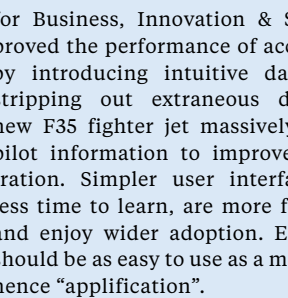 for Business, Innovation & S
proved the performance of acc
by introducing intuitive da
stripping out extraneous d
new F35 fighter jet massively
pilot information to improve
ration. Simpler user interfa
ess time to learn, are more f
and enjoy wider adoption. E
should be as easy to use as a m
hence “applification”.